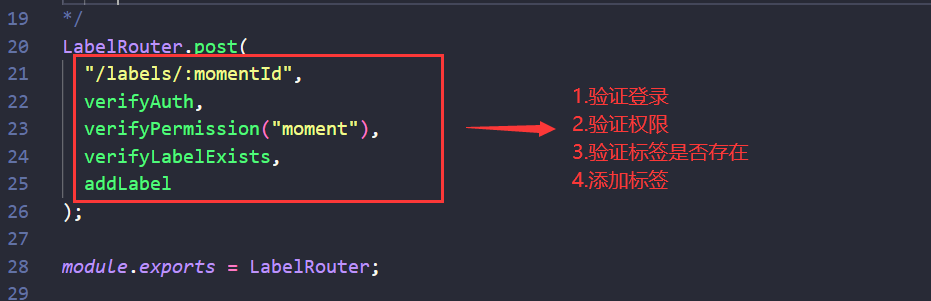 19 */
20 LabelRouter.post(
21 "/labels/:momentId",
22 verifyAuth,
23 verifyPermission("moment"),
24 verifyLabelExists,
25 addLabel
26 );
27
28 module.exports = LabelRouter;
29
1.验证登录
2.验证权限
3.验证标签是否存在
4.添加标签